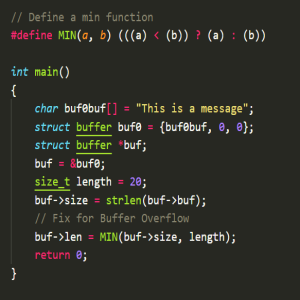 // Define a min function
#define MIN(a, b) (((a) < (b)) ? (a) : (b))
int main()
{
char buf0buf[] = "This is a message";
struct buffer buf0 = {buf0buf, 0, 0};
struct buffer *buf;
buf = &buf0;
size_t length = 20;
buf->size = strlen(buf->buf);
// Fix for Buffer Overflow
buf->len = MIN(buf->size, length);
return 0;
}